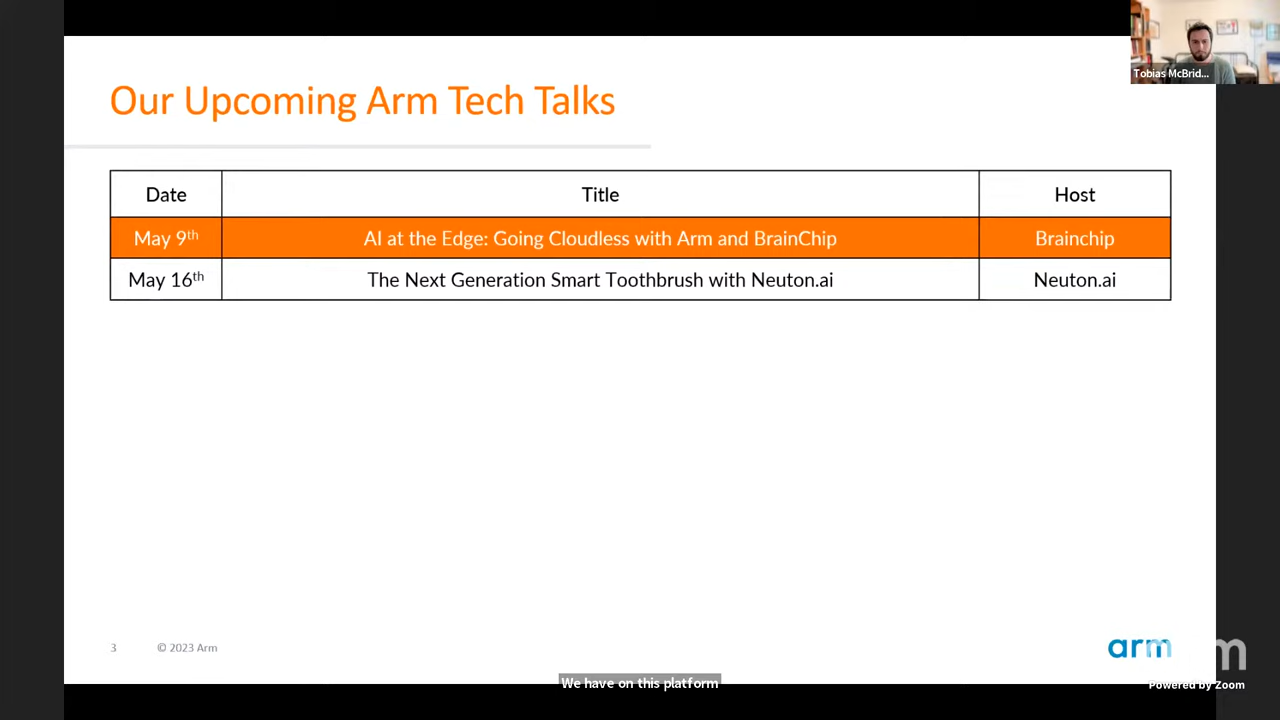 Tobias McBrid...
Our Upcoming Arm Tech Talks
Date Title Host
May 9th AI at the Edge: Going Cloudless with Arm and BrainChip Brainchip
May 16th The Next Generation Smart Toothbrush with Neuton.ai Neuton.ai
3 © 2023 Arm
arm
We have on this platform
Powered by Zoom